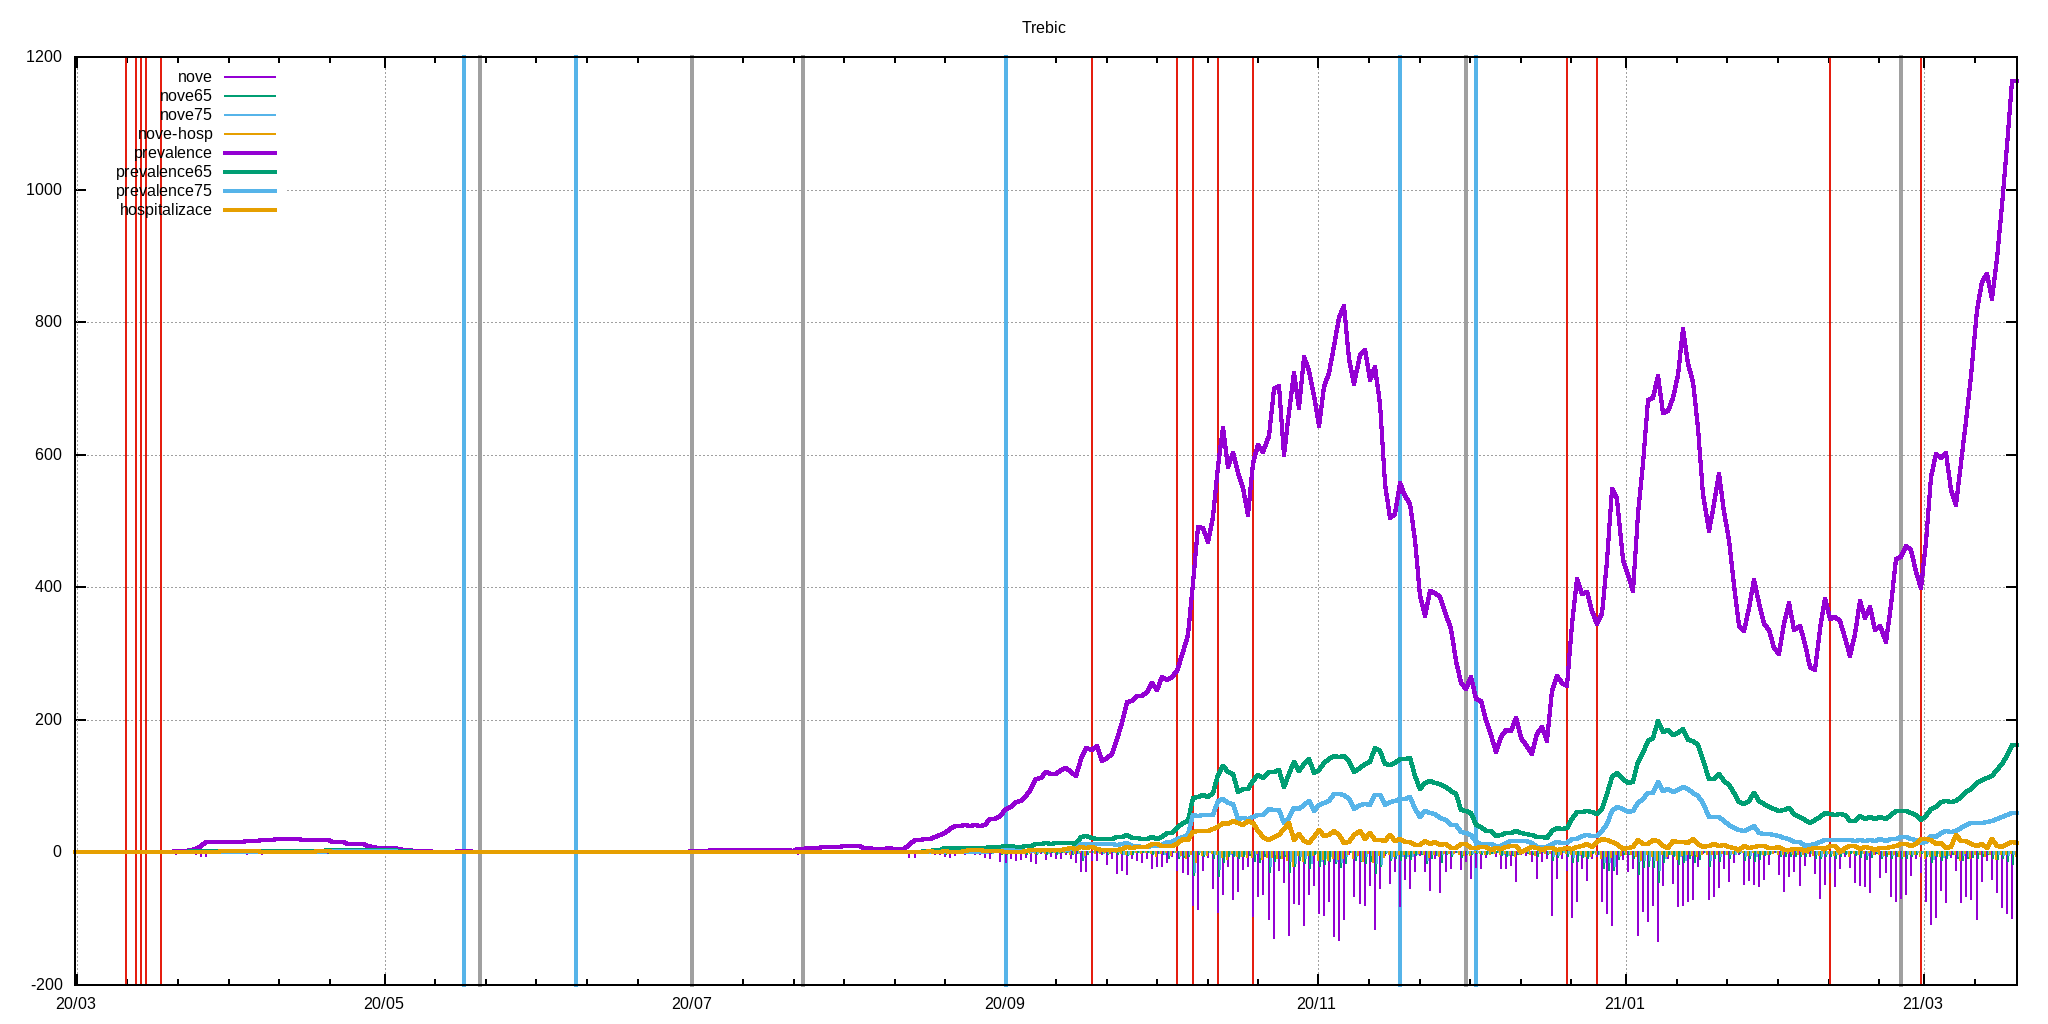 Trebic
1200
1000
800
600
400
200
0
-200
nove
nove65
nove75
nove-hosp
prevalence
prevalence65
prevalence75
hospitalizace
20/03 20/05 20/07 20/09 20/11 21/01 21/03